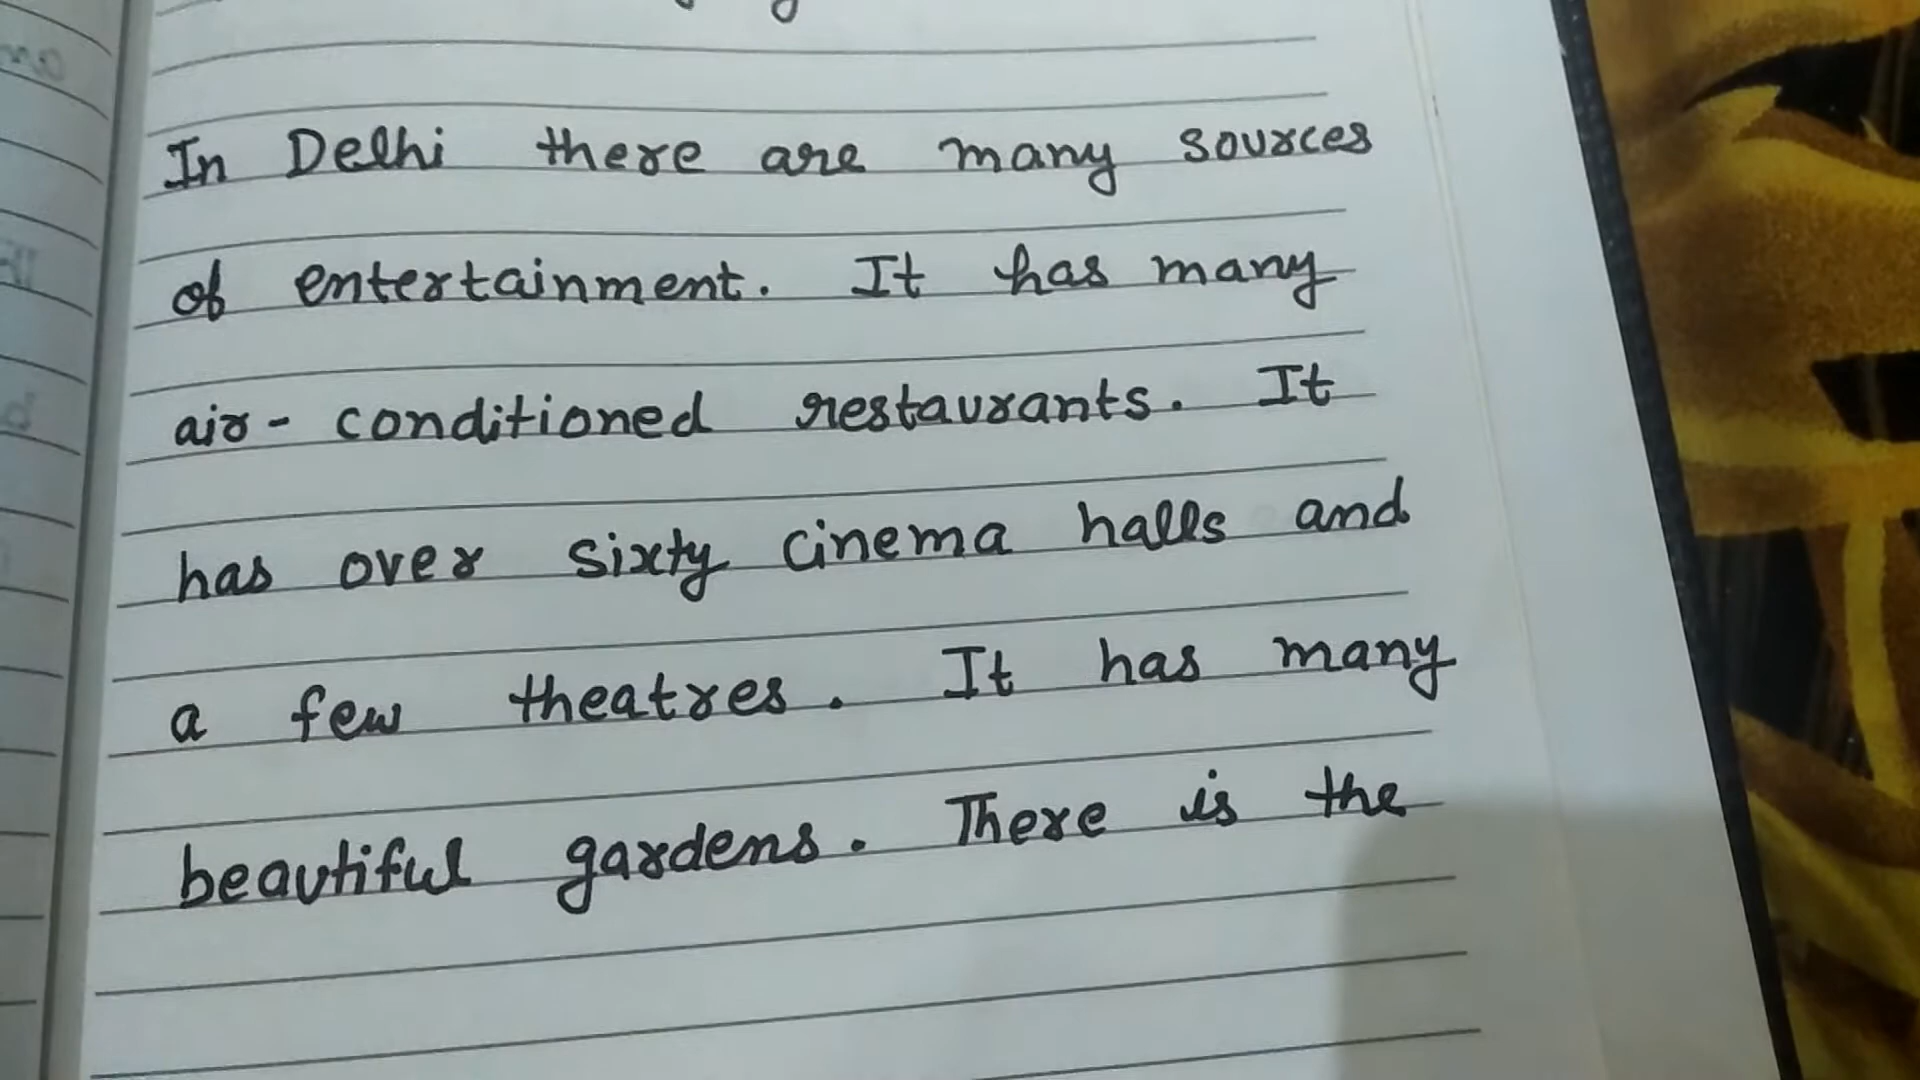 In Delhi there are many sources
of entertainment. It has many
air-conditioned restaurants. It
has over sixty cinema halls and
a few theatres. It has many
beautiful gardens. There is the